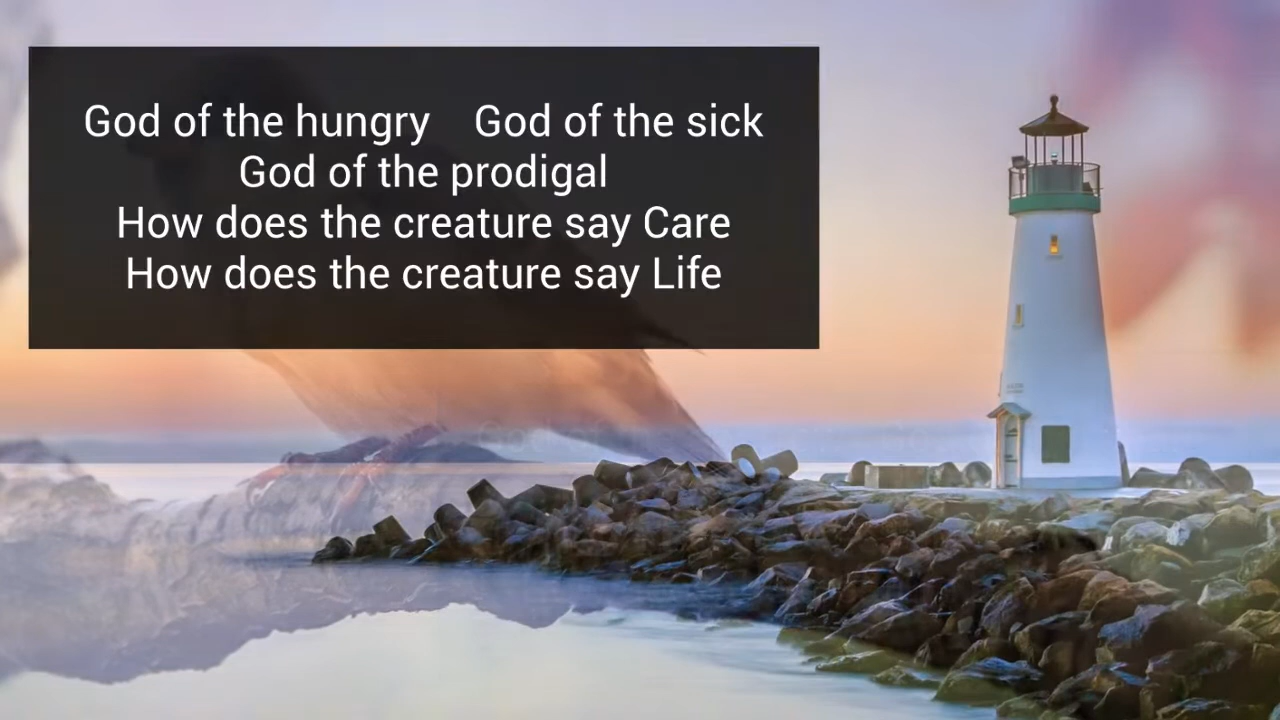 God of the hungry    God of the sick
God of the prodigal
How does the creature say Care
How does the creature say Life